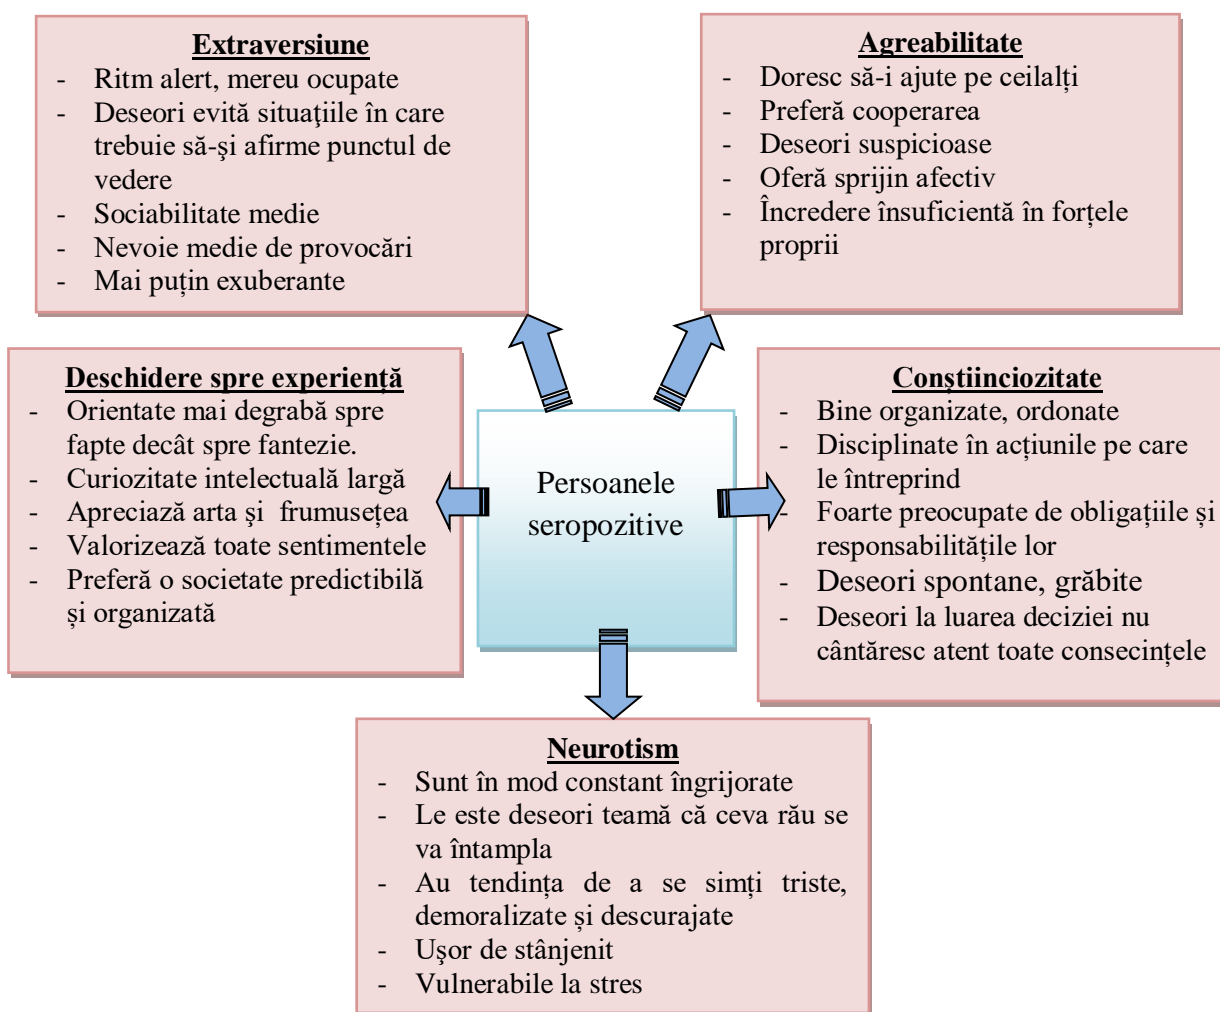 Extraversiune
- Ritm alert, mereu ocupate
- Deseori evită situaţiile în care
trebuie să-şi afirme punctul de
vedere
- Sociabilitate medie
- Nevoie medie de provocări
- Mai puțin exuberante
Agreabilitate
- Doresc să-i ajute pe ceilalți
- Preferă cooperarea
- Deseori suspicioase
- Oferă sprijin afectiv
- Încredere însuficientă în forțele
proprii
Deschidere spre experiență
- Orientate mai degrabă spre
fapte decât spre fantezie.
- Curiozitate intelectuală largă
- Apreciază arta şi frumusețea
- Valorizează toate sentimentele
- Preferă o societate predictibilă
și organizată
Persoanele
seropozitive
Conștiinciozitate
- Bine organizate, ordonate
- Disciplinate în acțiunile pe care
le întreprind
- Foarte preocupate de obligațiile și
responsabilitățile lor
- Deseori spontane, grăbite
- Deseori la luarea deciziei nu
cântăresc atent toate consecințele
Neurotism
- Sunt în mod constant îngrijorate
- Le este deseori teamă că ceva rău se
va întampla
- Au tendința de a se simți triste,
demoralizate și descurajate
- Uşor de stânjenit
- Vulnerabile la stres